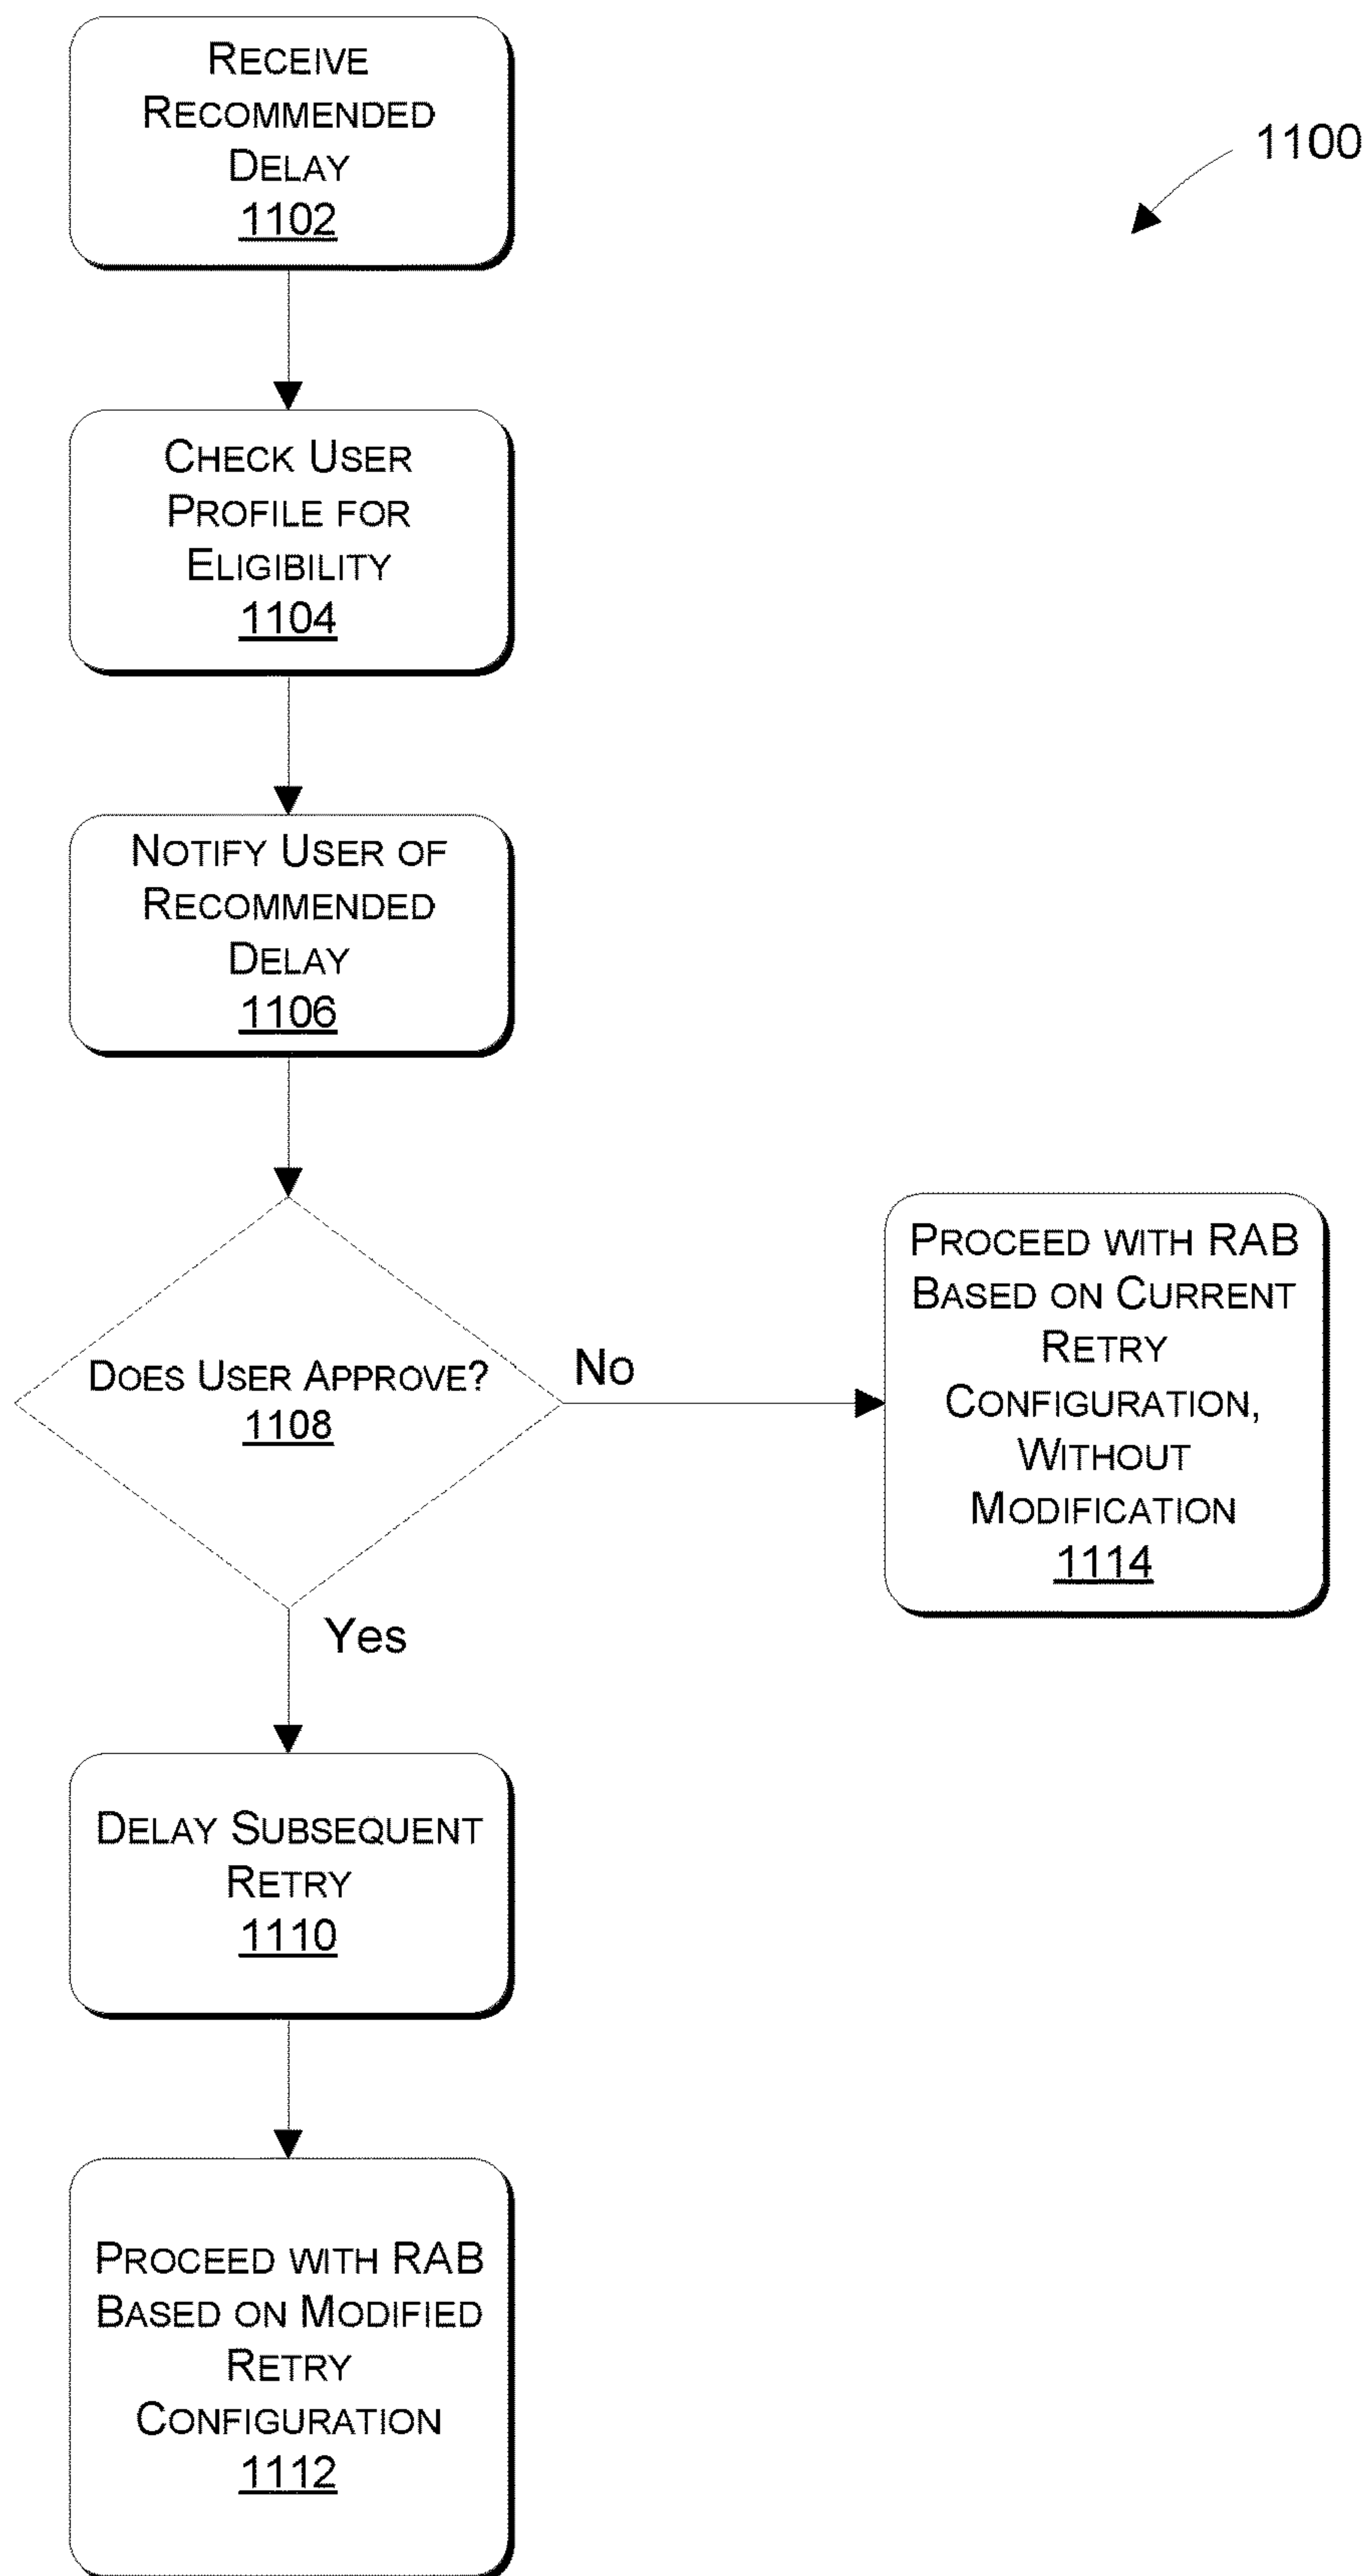 RECEIVE
RECOMMENDED
DELAY
1102
1100
CHECK USER
PROFILE FOR
ELIGIBILITY
1104
NOTIFY USER OF
RECOMMENDED
DELAY
1106
DOES USER APPROVE?
1108
No
PROCEED WITH RAB
BASED ON CURRENT
RETRY
CONFIGURATION,
WITHOUT
MODIFICATION
1114
Yes
DELAY SUBSEQUENT
RETRY
1110
PROCEED WITH RAB
BASED ON MODIFIED
RETRY
CONFIGURATION
1112